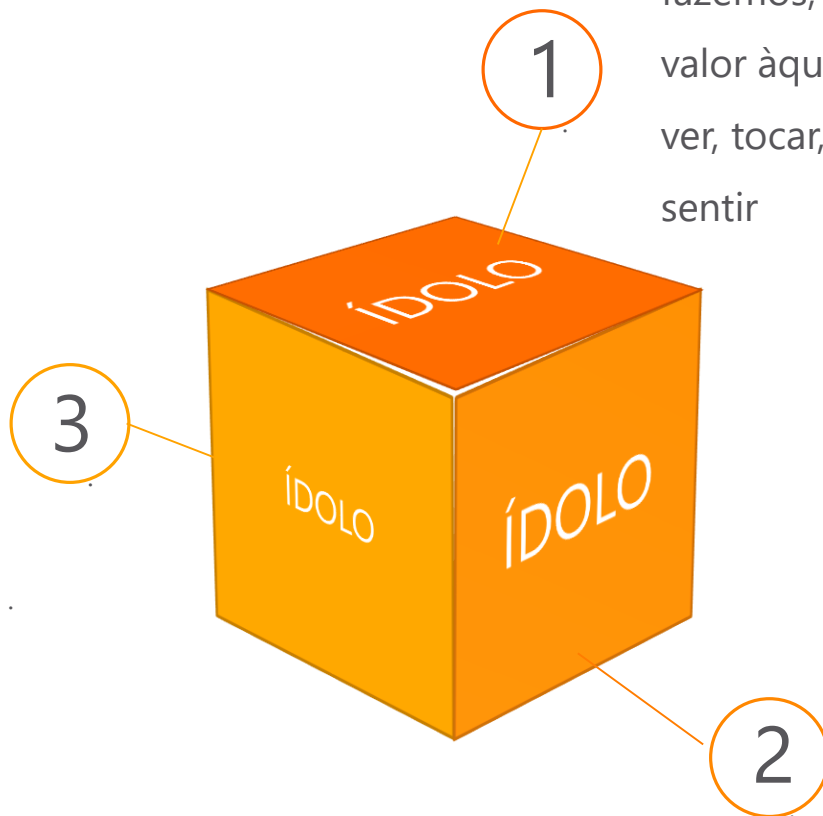 1
valor àqu
ver, tocar,
sentir
ÍDOLO
3
ÍDOLO
ÍDOLO
2